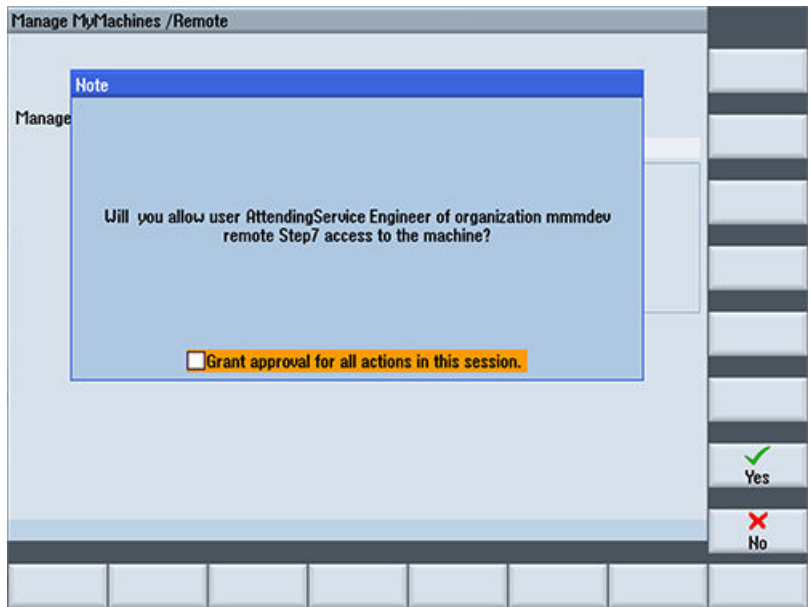 Manage MyMachines /Remote
Note
Manage
Will you allow user AttendingService Engineer of organization mmmdev
remote Step7 access to the machine?
Grant approval for all actions in this session.
Yes
No